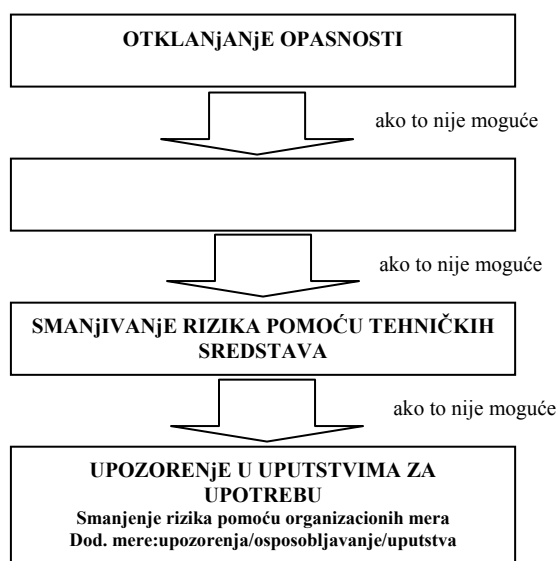 OTKLANjANjE OPASNOSTI
ako to nije moguće
ako to nije moguće
SMANjIVANjE RIZIKA POMOĆU TEHNIČKIH
SREDSTAVA
ako to nije moguće
UPOZORENjE U UPUTSTVIMA ZA
UPOTREBU
Smanjenje rizika pomoću organizacionih mera
Dod. mere:upozorenja/osposobljavanje/uputstva